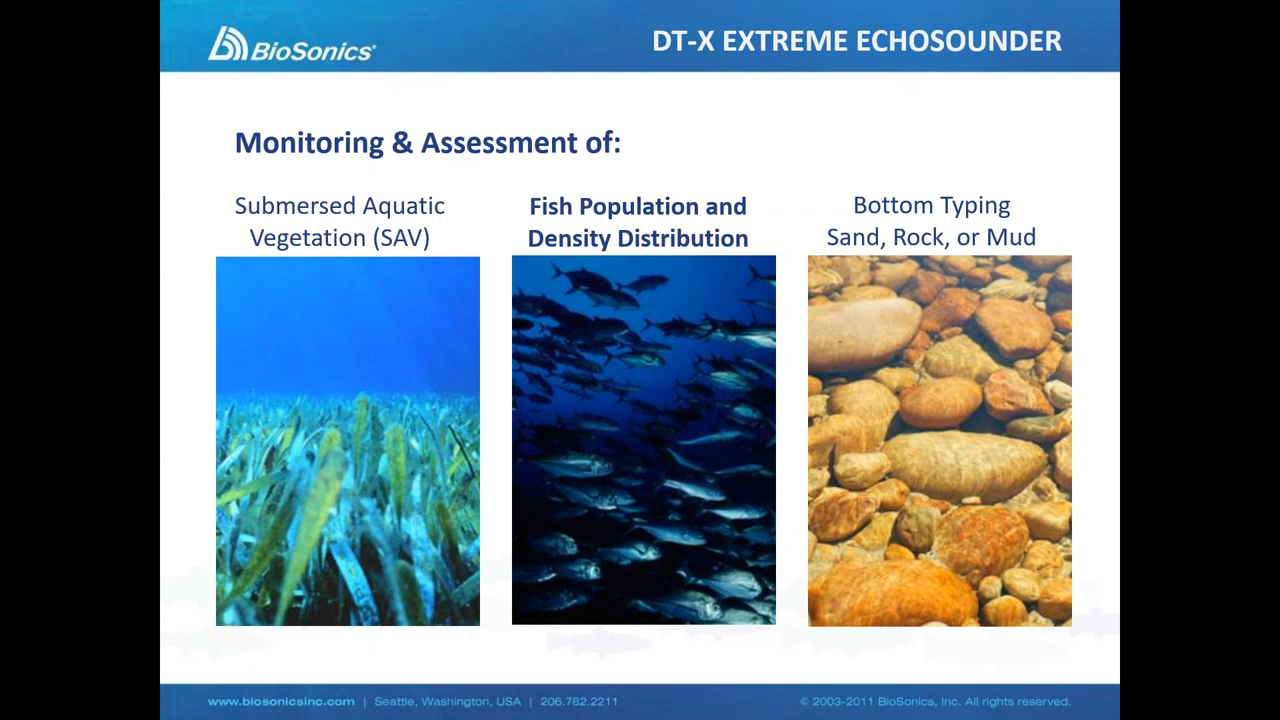 BioSonics®
DT-X EXTREME ECHOSOUNDER
Monitoring & Assessment of:
Submersed Aquatic
Vegetation (SAV)
Fish Population and
Density Distribution
Bottom Typing
Sand, Rock, or Mud
www.biosonicsinc.com | Seattle, Washington, USA | 206.782.2211
© 2003-2011 BioSonics, Inc. All rights reserved.